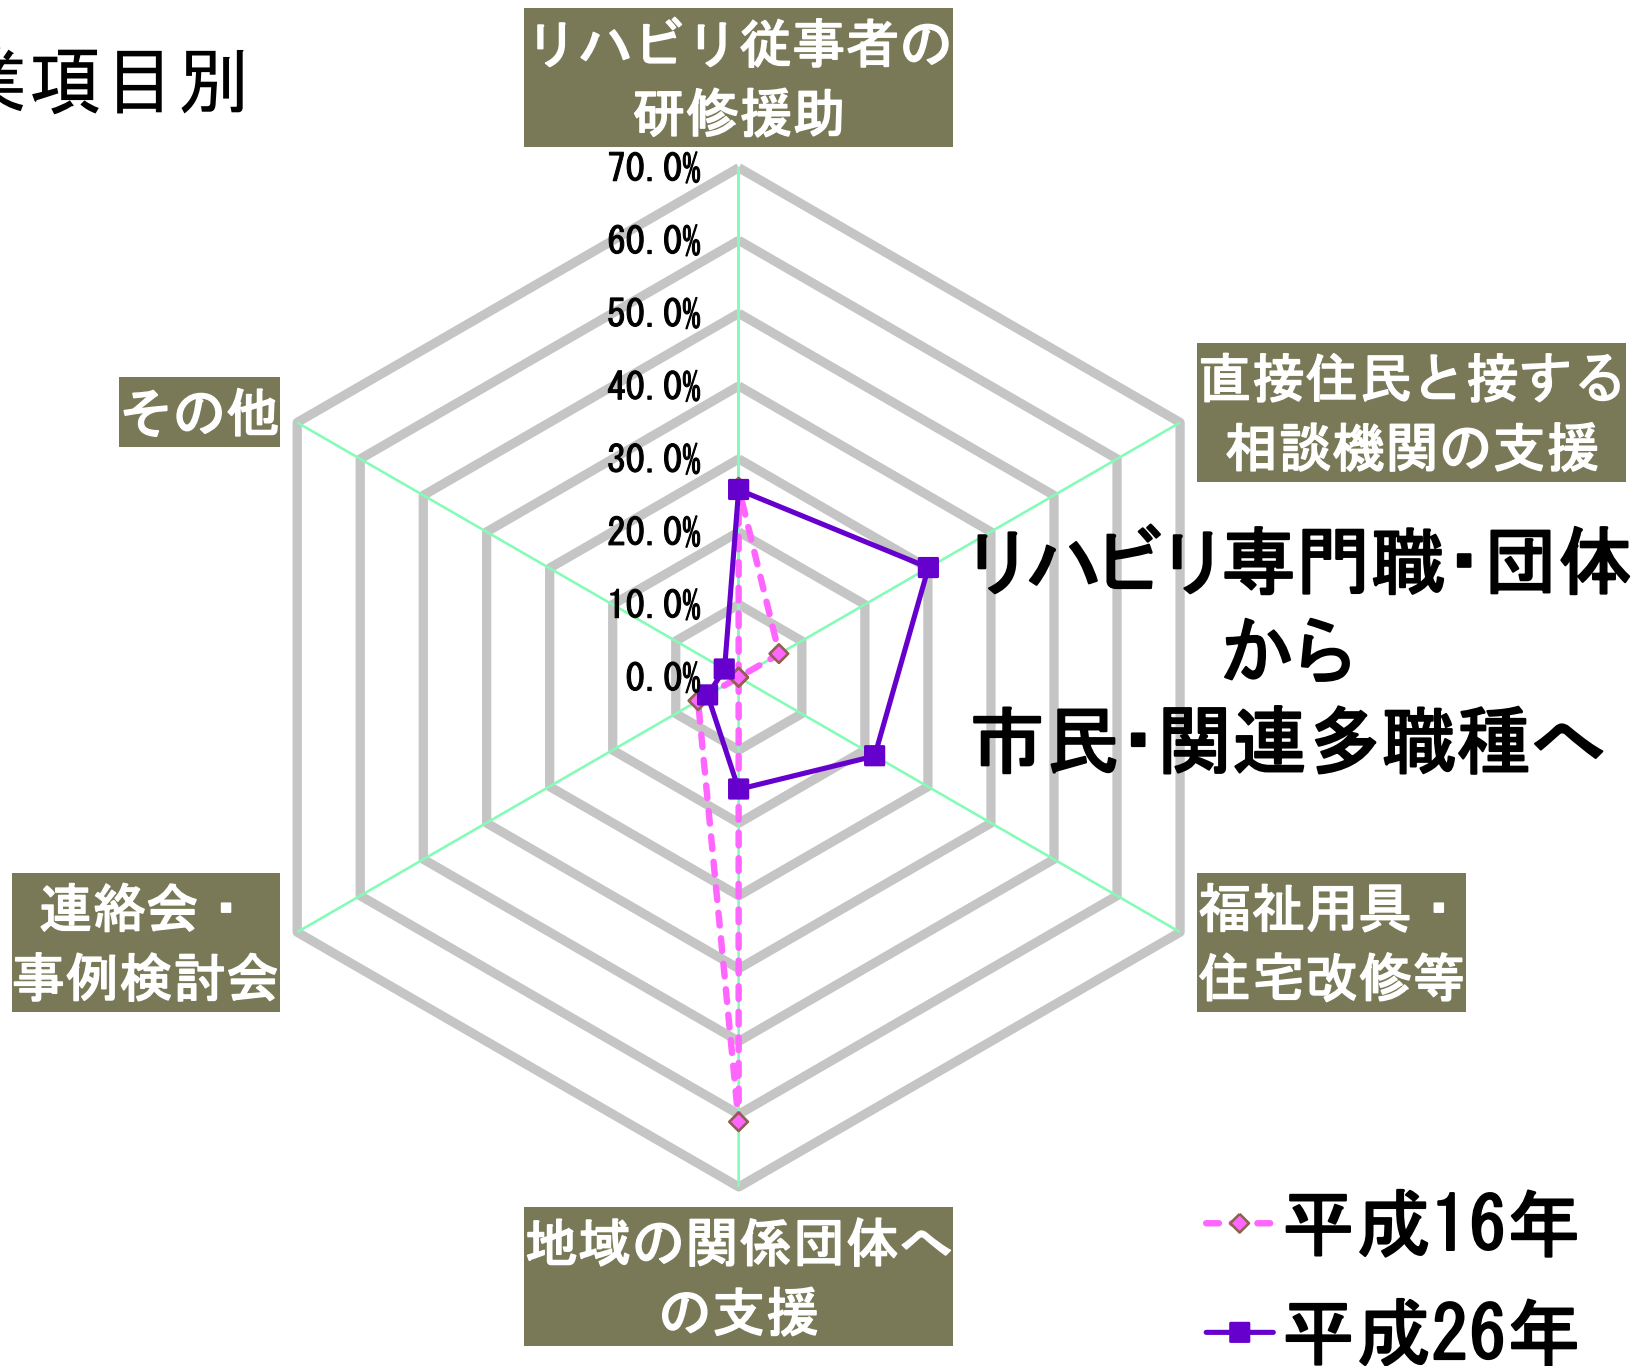 業項目別
リハビリ従事者の
研修援助
70.0%
60.0%
50.0%
40.0%
30.0%
20.0%
10.0%
0.0%
直接住民と接する
相談機関の支援
その他
リハビリ専門職・団体
から
市民・関連多職種へ
連絡会・
事例検討会
福祉用具・
住宅改修等
地域の関係団体へ
の支援
平成16年
平成26年